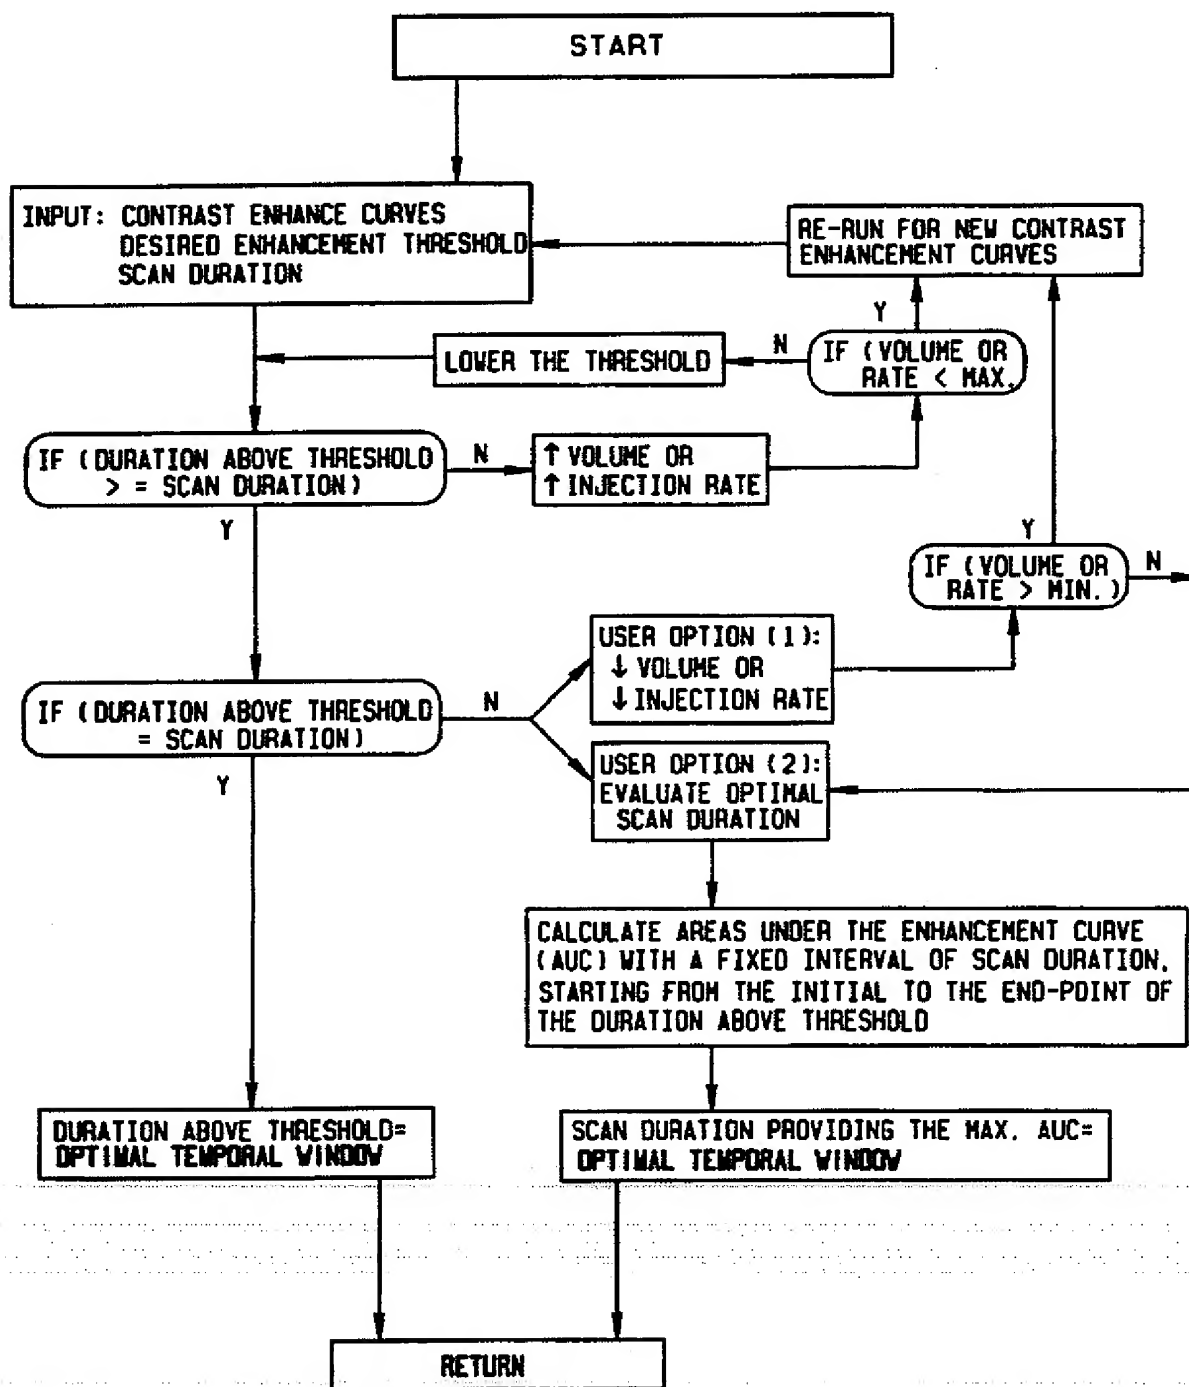 START
INPUT: CONTRAST ENHANCE CURVES
DESIRED ENHANCEMENT THRESHOLD
SCAN DURATION
RE-RUN FOR NEW CONTRAST
ENHANCEMENT CURVES
Y
LOWER THE THRESHOLD
N
IF (VOLUME OR
RATE < MAX.
IF (DURATION ABOVE THRESHOLD
> = SCAN DURATION)
N
↑ VOLUME OR
↑ INJECTION RATE
Y
Y
IF (VOLUME OR
RATE > MIN.)
N
USER OPTION (1):
↓ VOLUME OR
↓ INJECTION RATE
IF (DURATION ABOVE THRESHOLD
= SCAN DURATION)
N
Y
USER OPTION (2):
EVALUATE OPTIMAL
SCAN DURATION
CALCULATE AREAS UNDER THE ENHANCEMENT CURVE
(AUC) WITH A FIXED INTERVAL OF SCAN DURATION,
STARTING FROM THE INITIAL TO THE END-POINT OF
THE DURATION ABOVE THRESHOLD
DURATION ABOVE THRESHOLD=
OPTIMAL TEMPORAL WINDOW
SCAN DURATION PROVIDING THE MAX. AUC=
OPTIMAL TEMPORAL WINDOW
RETURN